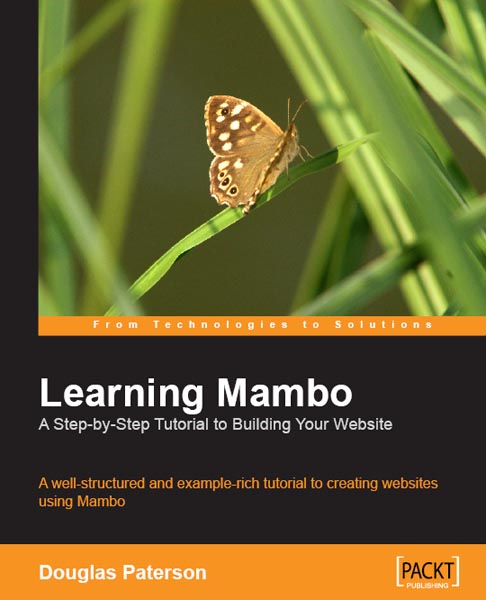 From Technologies to Solutions
Learning Mambo
A Step-by-Step Tutorial to Building Your Website
A well-structured and example-rich tutorial to creating websites
using Mambo
Douglas Paterson
PACKT
PUBLISHING